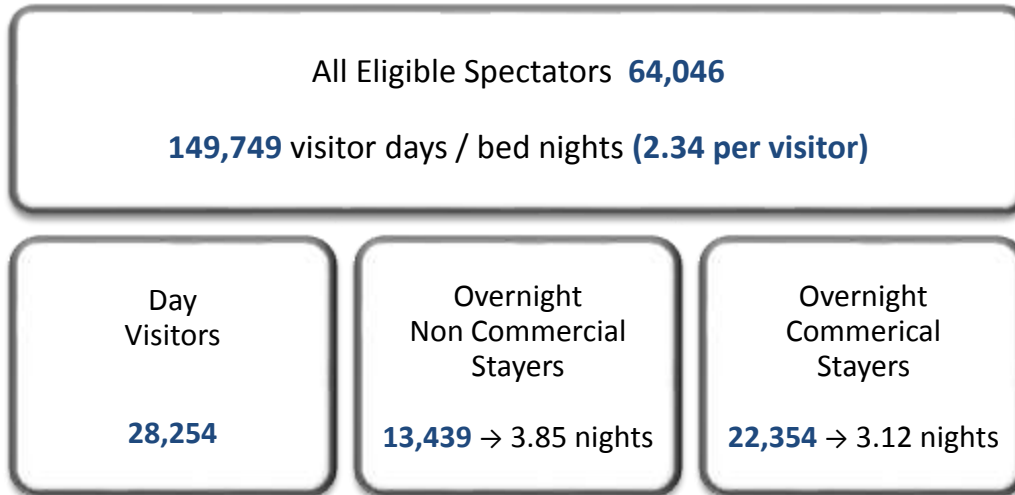 All Eligible Spectators 64,046
149,749 visitor days / bed nights (2.34 per visitor)
Day
Visitors
28,254
Overnight
Non Commercial
Stayers
13,439 → 3.85 nights
Overnight
Commerical
Stayers
22,354 → 3.12 nights